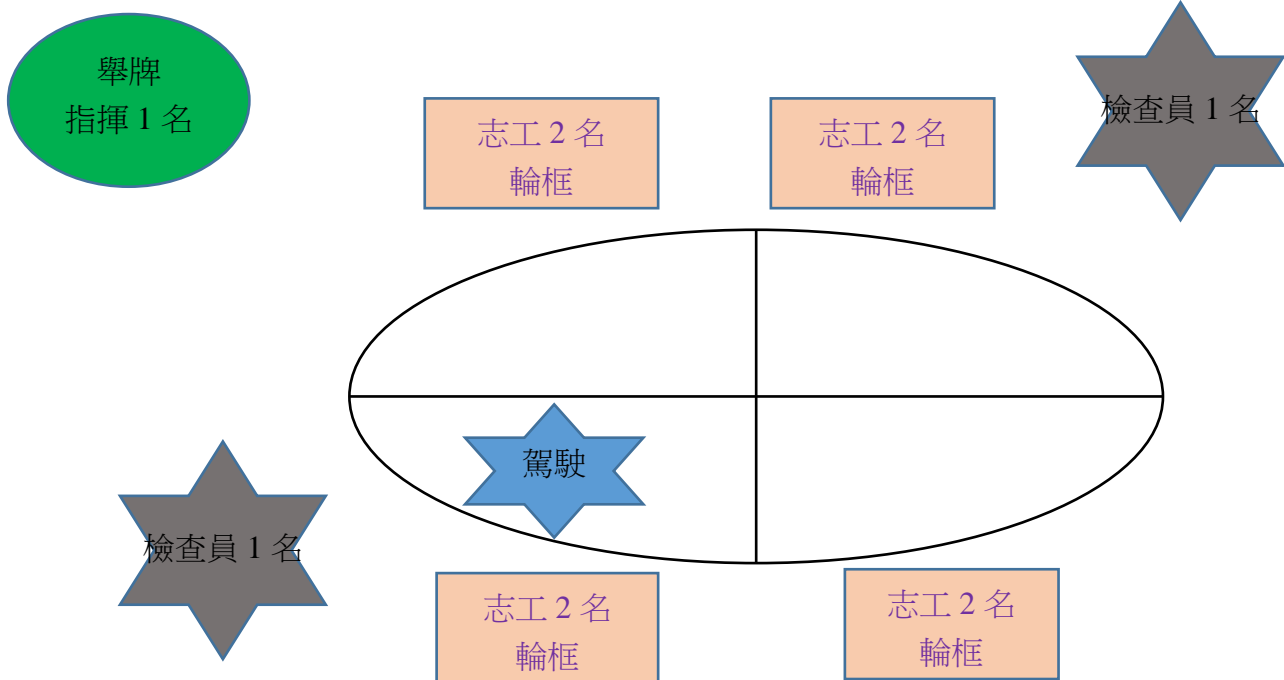 舉牌
指揮 1 名
檢查員 1 名
志工 2 名
輪框
志工 2 名
輪框
駕駛
檢查員 1 名
志工 2 名
輪框
志工 2 名
輪框